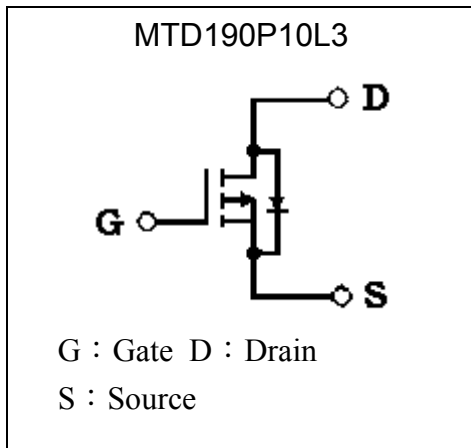 MTD190P10L3
D
G
S
G：Gate D：Drain
S：Source